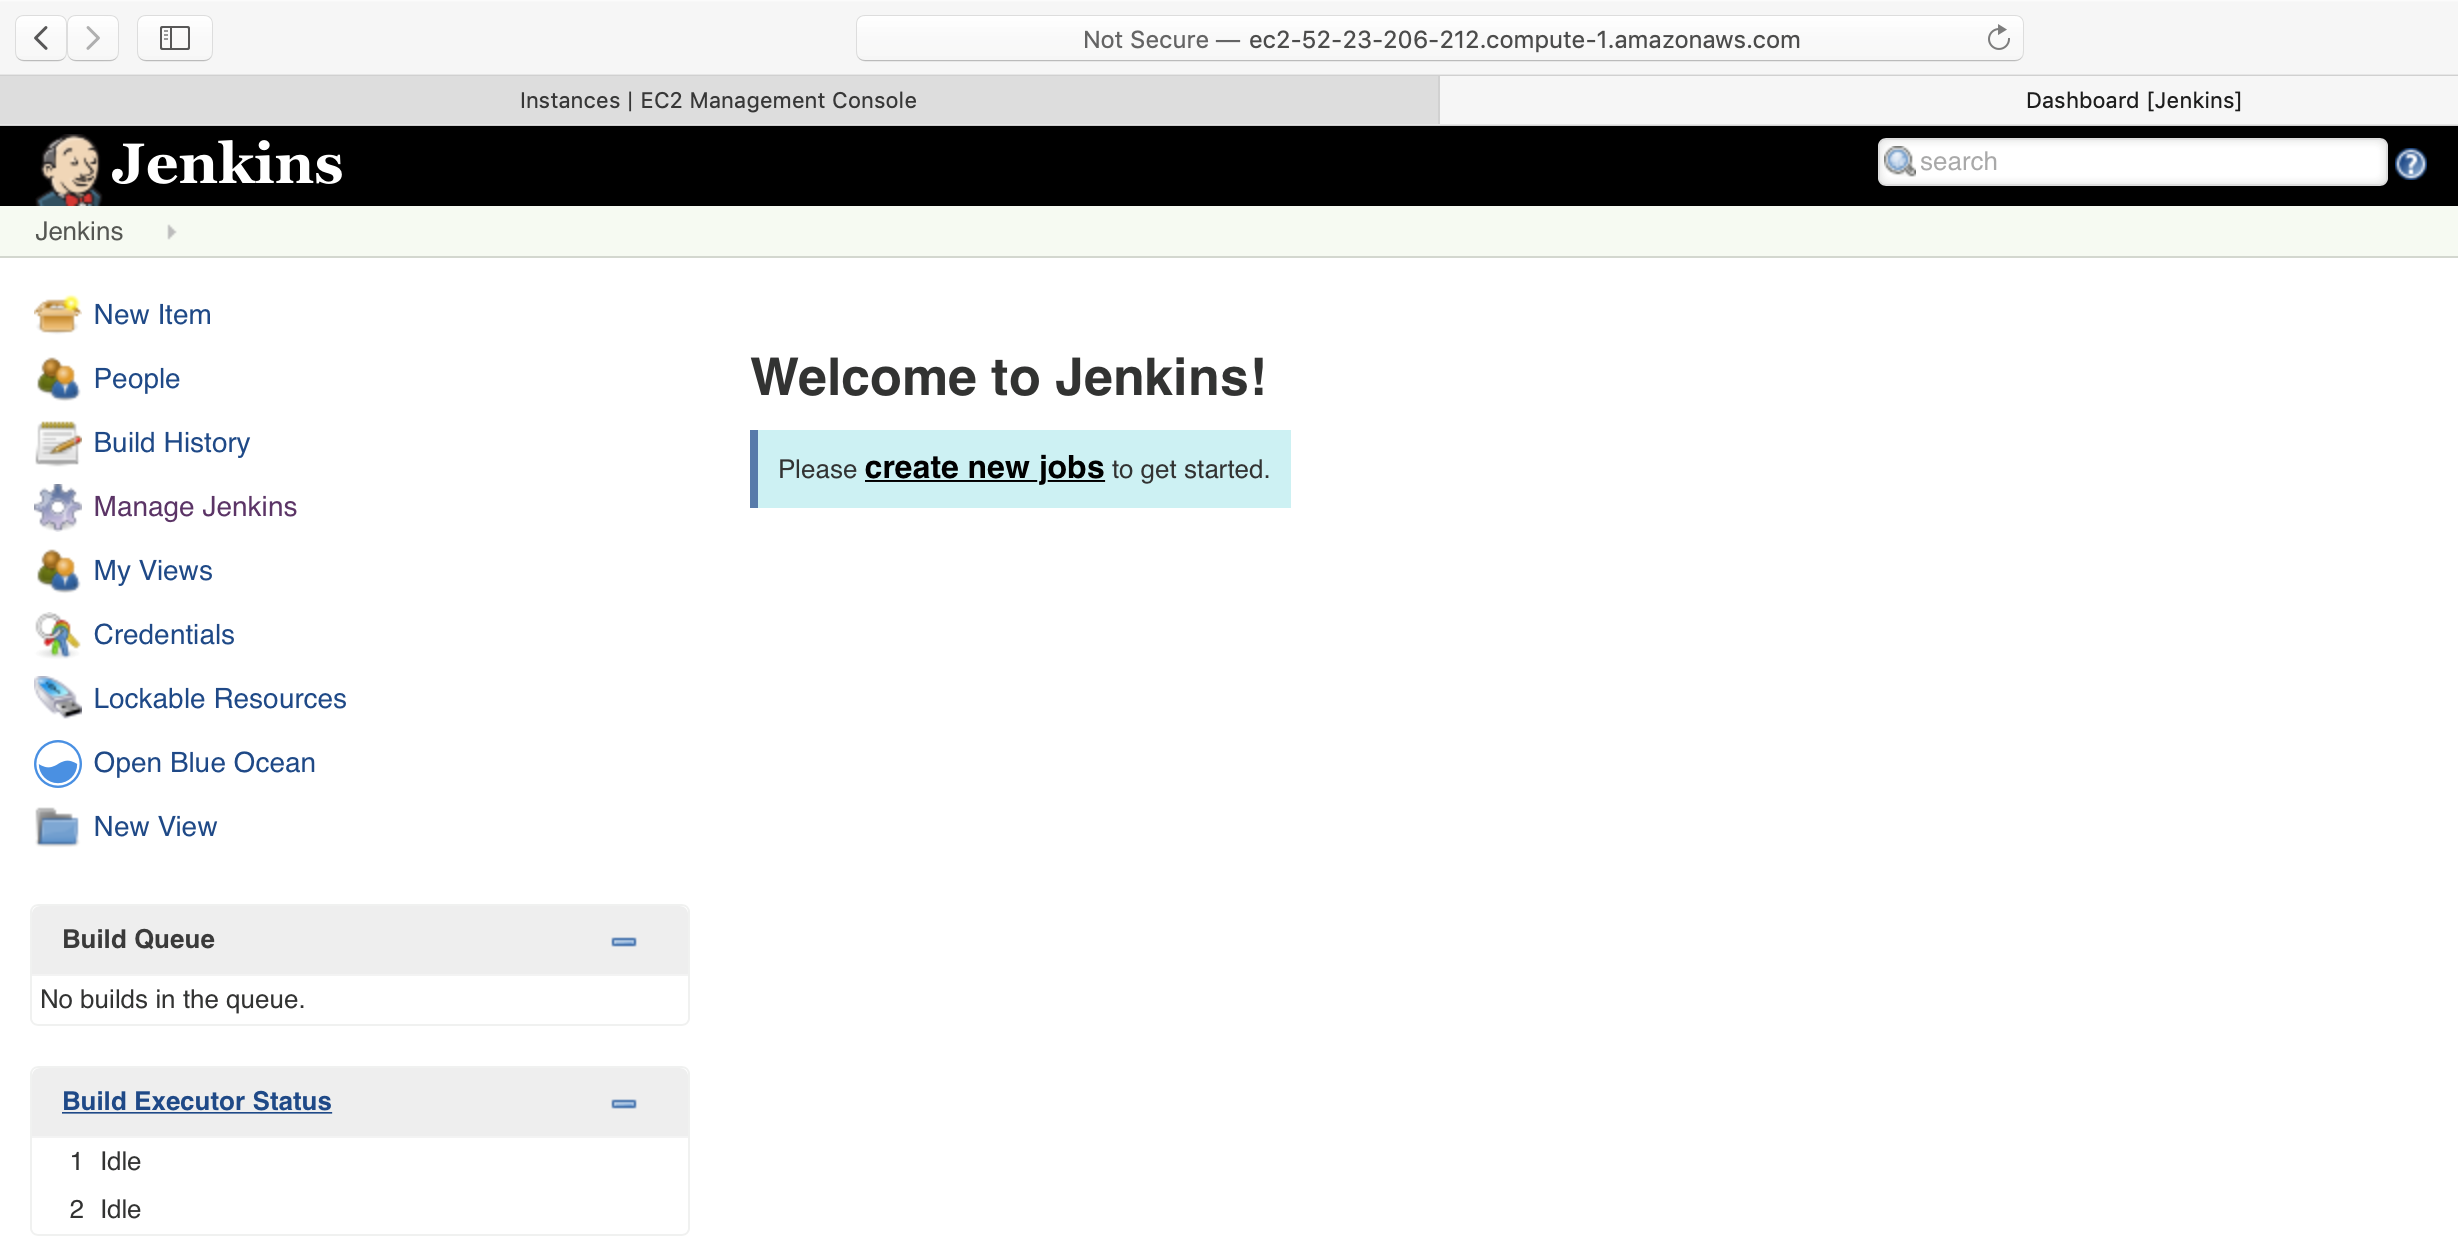 Not Secure — ec2-52-23-206-212.compute-1.amazonaws.com
Instances | EC2 Management Console
Dashboard [Jenkins]
Jenkins
search
Jenkins
New Item
People
Build History
Manage Jenkins
My Views
Credentials
Lockable Resources
Open Blue Ocean
New View
Welcome to Jenkins!
Please create new jobs to get started.
Build Queue
No builds in the queue.
Build Executor Status
1 Idle
2 Idle